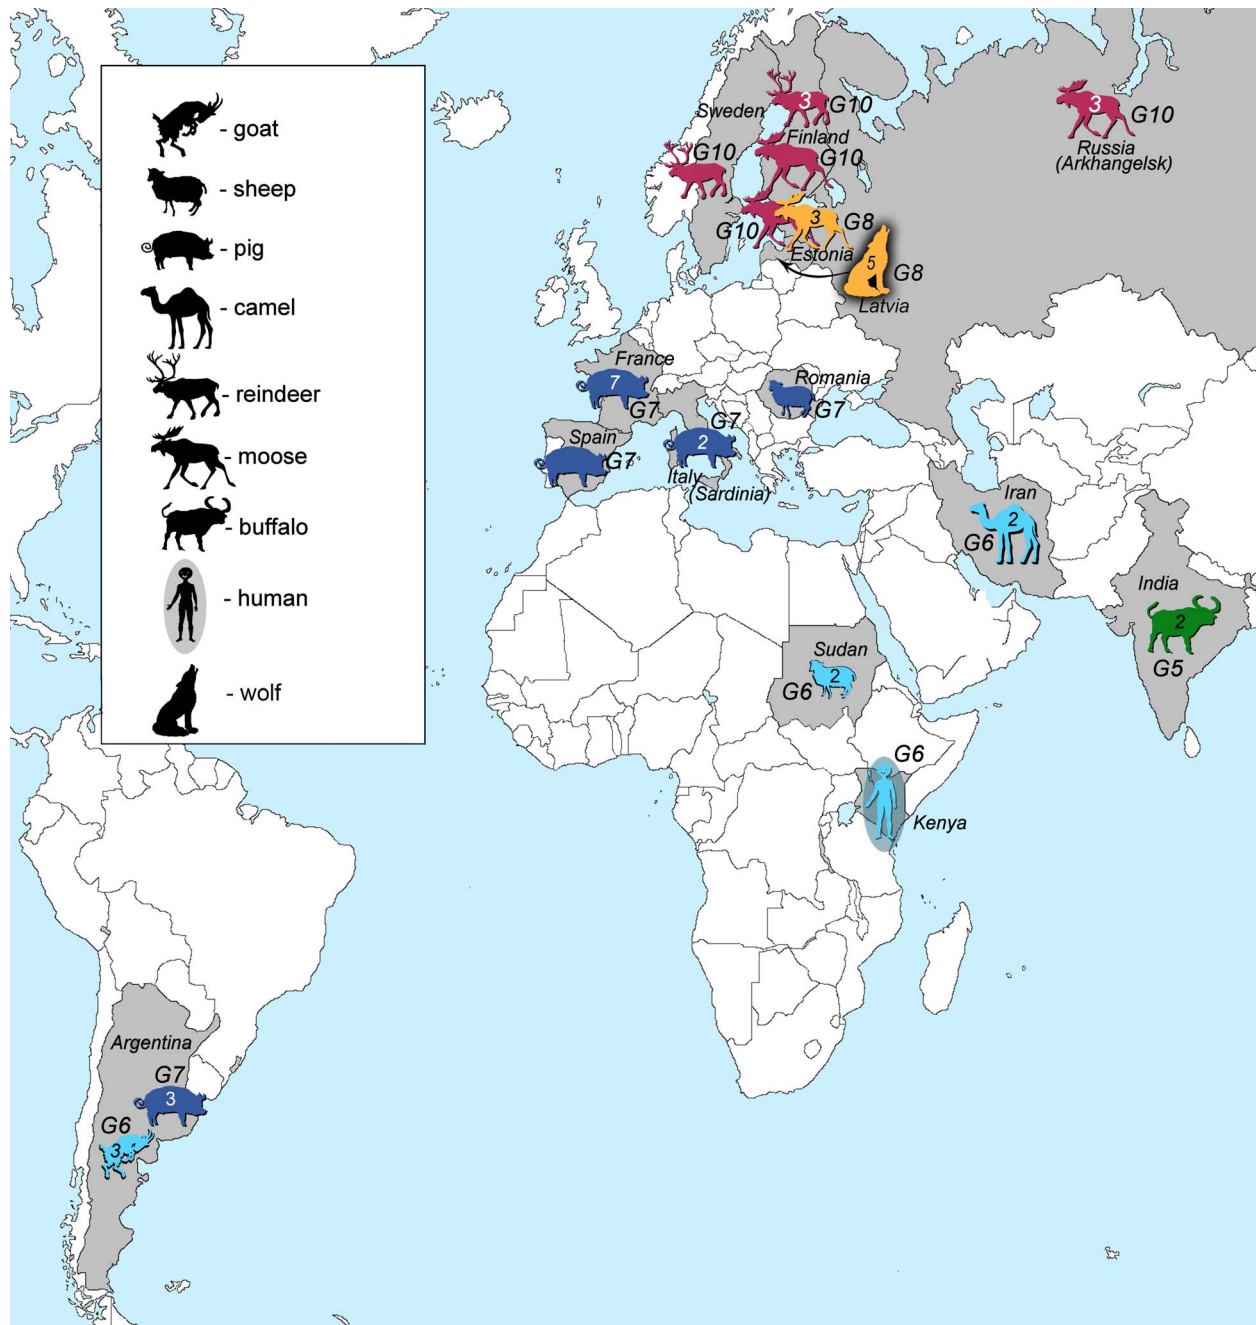 - goat
- sheep
- pig
- camel
- reindeer
- moose
- buffalo
- human
- wolf
Sweden
3
G10
Finland
G10
G10
3
G10
Russia
(Arkhangelsk)
G10
3
G8
Estonia
5
G8
Latvia
France
7
G7
Romania
G7
Spain
G7
G7
2
Italy
(Sardinia)
Iran
2
G6
India
2
G5
Sudan
2
G6
G6
Kenya
Argentina
G7
3
G6
3